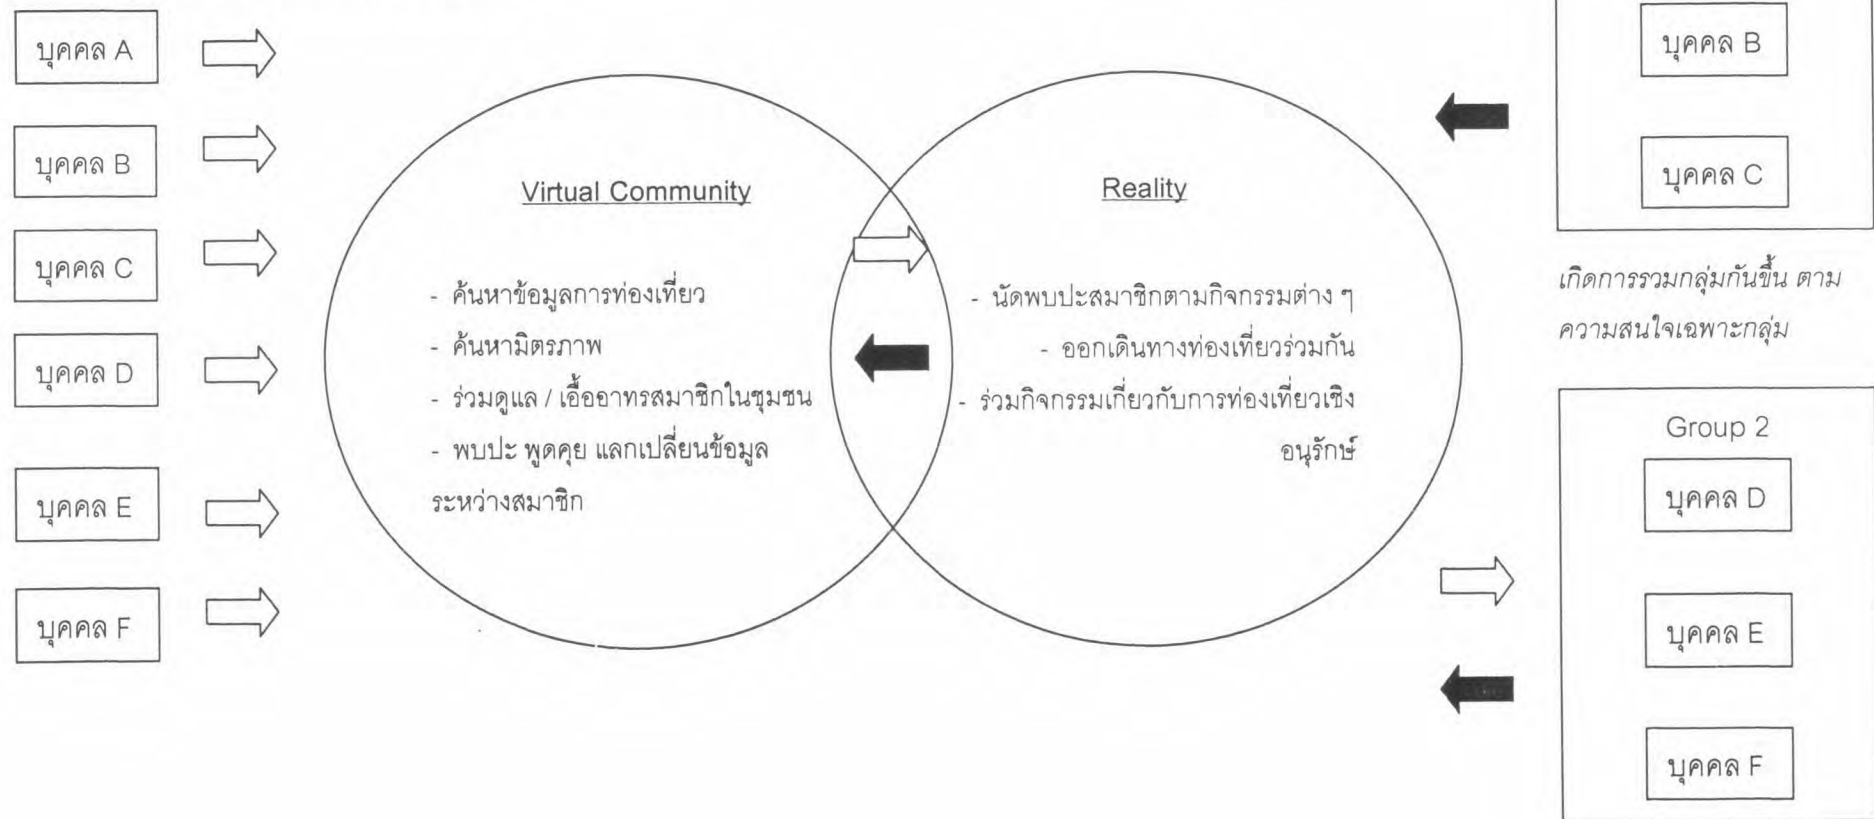 บุคคล A
บุคคล B
บุคคล C
บุคคล D
บุคคล E
บุคคล F
Virtual Community
- ค้นหาข้อมูลการท่องเที่ยว
- ค้นหามิตรภาพ
- ร่วมดูแล / เอื้ออาทรสมาชิกในชุมชน
- พบปะ พูดคุย แลกเปลี่ยนข้อมูล
ระหว่างสมาชิก
Reality
- นัดพบปะสมาชิกตามกิจกรรมต่าง ๆ
- ออกเดินทางท่องเที่ยวร่วมกัน
- ร่วมกิจกรรมเกี่ยวกับการท่องเที่ยวเชิง
อนุรักษ์
บุคคล B
บุคคล C
เกิดการรวมกลุ่มกันขึ้น ตาม
ความสนใจเฉพาะกลุ่ม
Group 2
บุคคล D
บุคคล E
บุคคล F